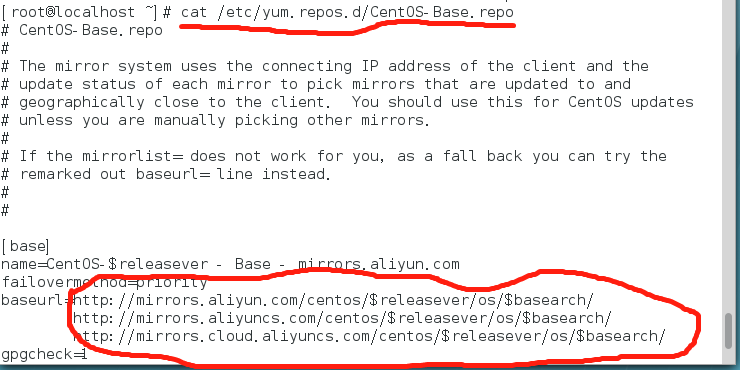 [root@localhost ~]# cat /etc/yum.repos.d/CentOS-Base.repo
# CentOS-Base.repo
#
# The mirror system uses the connecting IP address of the client and the
# update status of each mirror to pick mirrors that are updated to and
# geographically close to the client.  You should use this for CentOS updates
# unless you are manually picking other mirrors.
#
# If the mirrorlist= does not work for you, as a fall back you can try the
# remarked out baseurl= line instead.
#
#
[base]
name=CentOS-$releasever - Base - mirrors.aliyun.com
failovermethod=priority
baseurl=http://mirrors.aliyun.com/centos/$releasever/os/$basearch/
http://mirrors.aliyuncs.com/centos/$releasever/os/$basearch/
http://mirrors.cloud.aliyuncs.com/centos/$releasever/os/$basearch/
gpgcheck=1